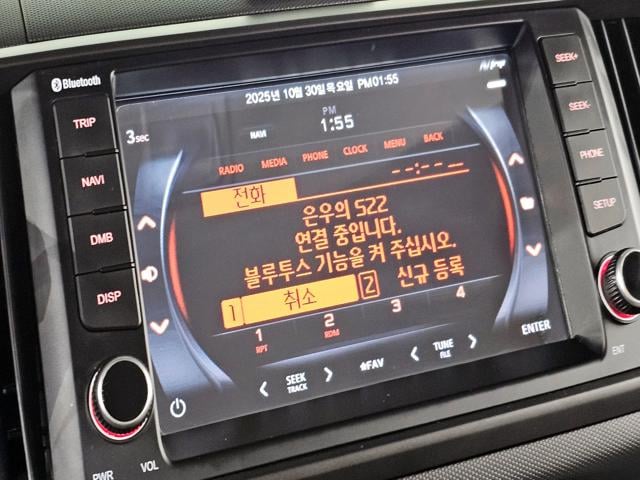 Bluetooth
2025년 10월 30일 목요일 PM 01:55
SEEK+
TRIP
3sec
NAVI
PM
1:55
SEEK-
RADIO MEDIA PHONE CLOCK MENU BACK
NAVI
전화
--:-- --
PHONE
은우의 S22
연결 중입니다.
블루투스 기능을 켜 주십시오.
DMB
SETUP
1 취소 2 신규 등록
DISP
1 2 3 4
RPT RDM
ENTER
SEEK
TRACK
FAV
TUNE
FILE
ENT
PWR VOL